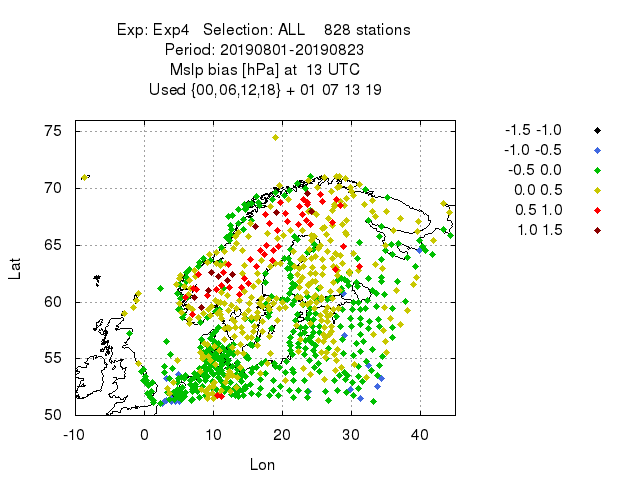 Exp: Exp4 Selection: ALL 828 stations
Period: 20190801-20190823
Mslp bias [hPa] at 13 UTC
Used {00,06,12,18} + 01 07 13 19
-1.5 -1.0
-1.0 -0.5
-0.5 0.0
0.0 0.5
0.5 1.0
1.0 1.5
75
70
65
60
55
50
Lat
-10 0 10 20 30 40
Lon